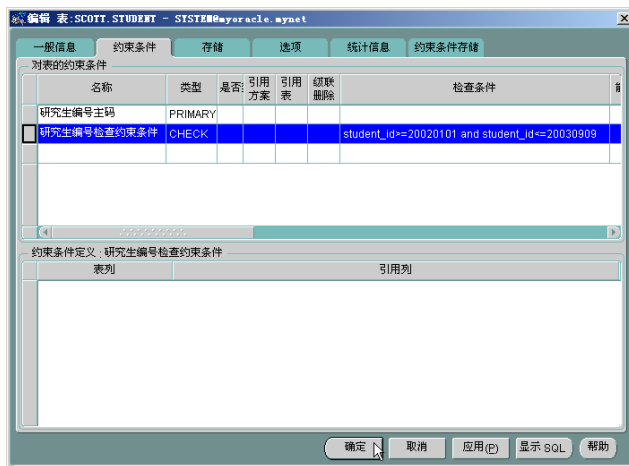 编辑 表:SCOTT.STUDENT - SYSTEM@myoracle.mynet
一般信息 约束条件 存储 选项 统计信息 约束条件存储
对表的约束条件
名称 类型 是否 引用方案 引用表 级联删除 检查条件
研究生编号主码 PRIMARY
研究生编号检查约束条件 CHECK student_id>=20020101 and student_id<=20030909
约束条件定义:研究生编号检查约束条件
表列 引用列
确定 取消 应用(P) 显示 SQL 帮助